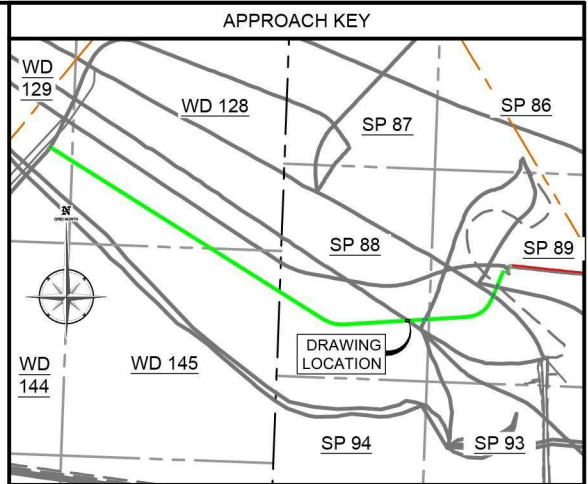 APPROACH KEY
WD
129
WD 128
SP 87
SP 86
N
GRID NORTH
SP 88
SP 89
DRAWING
LOCATION
WD
144
WD 145
SP 94
SP 93